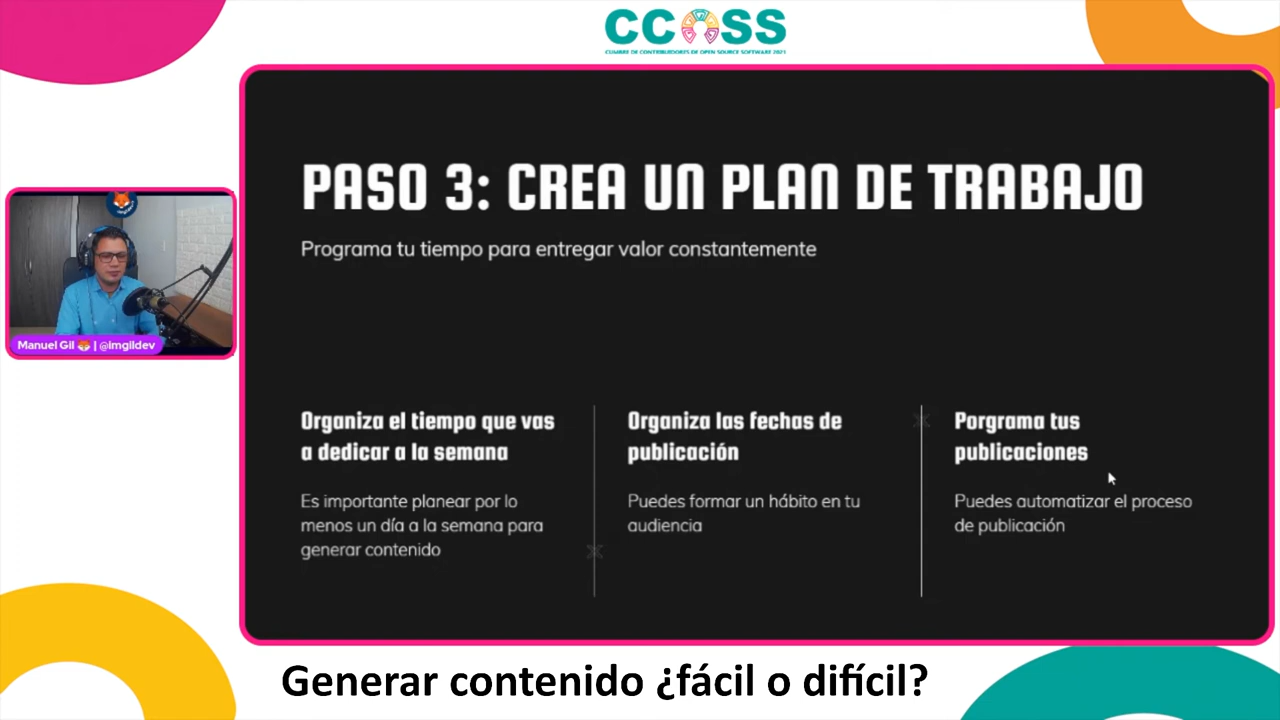 CCOSS
CUMBRE DE CONTRIBUIDORES DE OPEN SOURCE SOFTWARE 2021
PASO 3: CREA UN PLAN DE TRABAJO
Programa tu tiempo para entregar valor constantemente
Manuel Gil 🦊 | @imgildev
Organiza el tiempo que vas
a dedicar a la semana
Es importante planear por lo
menos un día a la semana para
generar contenido
Organiza las fechas de
publicación
Puedes formar un hábito en tu
audiencia
Porgrama tus
publicaciones
Puedes automatizar el proceso
de publicación
Generar contenido ¿fácil o difícil?